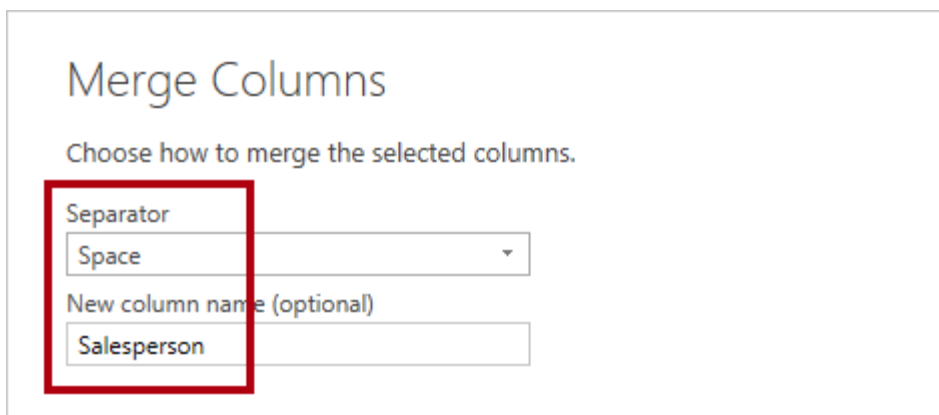 Merge Columns
Choose how to merge the selected columns.
Separator
Space
New column name (optional)
Salesperson